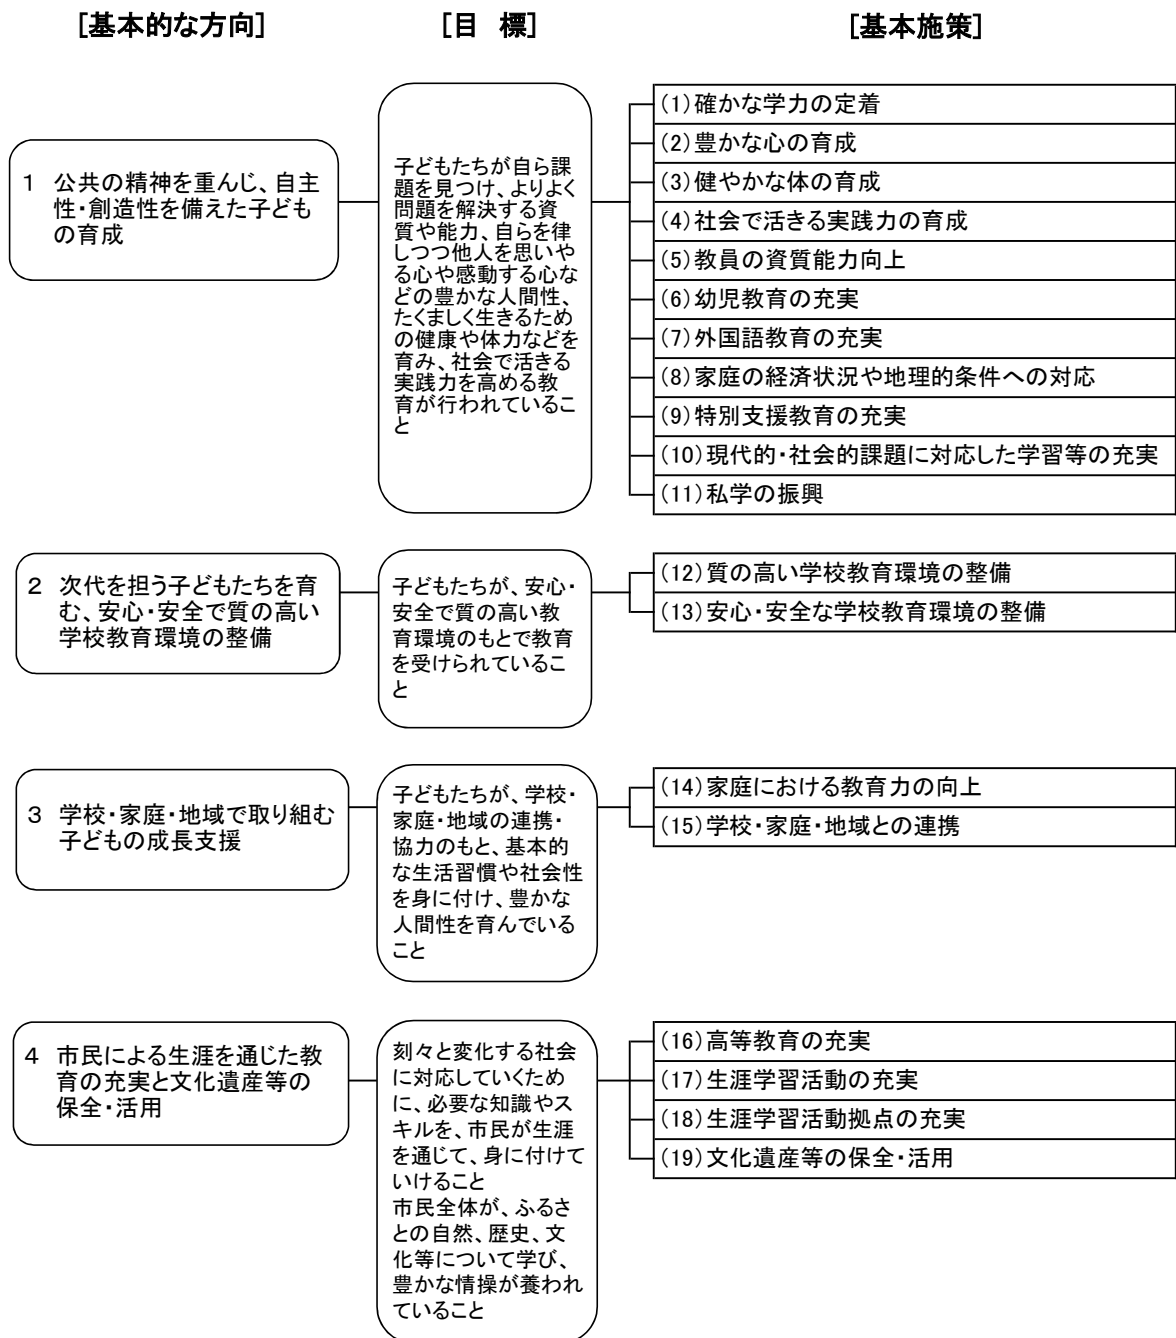 [基本的な方向]
[目 標]
[基本施策]
1 公共の精神を重んじ、自主
性・創造性を備えた子ども
の育成
子どもたちが自ら課
題を見つけ、よりよく
問題を解決する資
質や能力、自らを律
しつつ他人を思いや
る心や感動する心な
どの豊かな人間性、
たくましく生きるため
の健康や体力などを
育み、社会で活きる
実践力を高める教
育が行われているこ
と
(1)確かな学力の定着
(2)豊かな心の育成
(3)健やかな体の育成
(4)社会で活きる実践力の育成
(5)教員の資質能力向上
(6)幼児教育の充実
(7)外国語教育の充実
(8)家庭の経済状況や地理的条件への対応
(9)特別支援教育の充実
(10)現代的・社会的課題に対応した学習等の充実
(11)私学の振興
2 次代を担う子どもたちを育
む、安心・安全で質の高い
学校教育環境の整備
子どもたちが、安心・
安全で質の高い教
育環境のもとで教育
を受けられているこ
と
(12)質の高い学校教育環境の整備
(13)安心・安全な学校教育環境の整備
3 学校・家庭・地域で取り組む
子どもの成長支援
子どもたちが、学校・
家庭・地域の連携・
協力のもと、基本的
な生活習慣や社会性
を身に付け、豊かな
人間性を育んでいる
こと
(14)家庭における教育力の向上
(15)学校・家庭・地域との連携
4 市民による生涯を通じた教
育の充実と文化遺産等の
保全・活用
刻々と変化する社会
に対応していくため
に、必要な知識やス
キルを、市民が生涯
を通じて、身に付けて
いけること
市民全体が、ふるさ
との自然、歴史、文
化等について学び、
豊かな情操が養われ
ていること
(16)高等教育の充実
(17)生涯学習活動の充実
(18)生涯学習活動拠点の充実
(19)文化遺産等の保全・活用